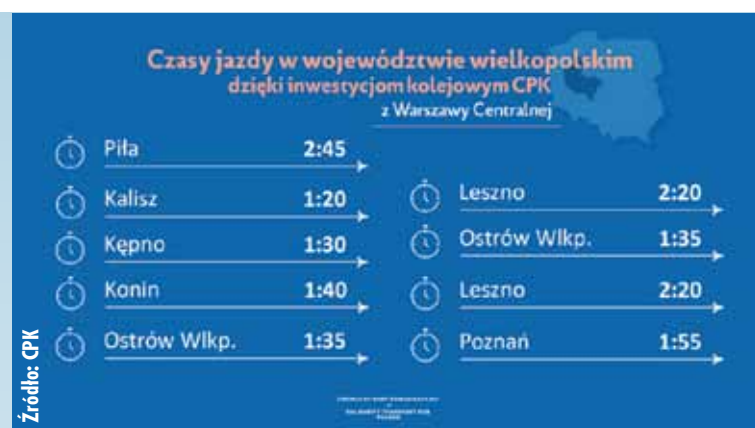 Czasy jazdy w województwie wielkopolskim
dzięki inwestycjom kolejowym CPK
z Warszawy Centralnej
Piła 2:45
Kalisz 1:20
Kępno 1:30
Konin 1:40
Ostrów Wlkp. 1:35
Leszno 2:20
Ostrów Wlkp. 1:35
Leszno 2:20
Poznań 1:55
Źródło: CPK